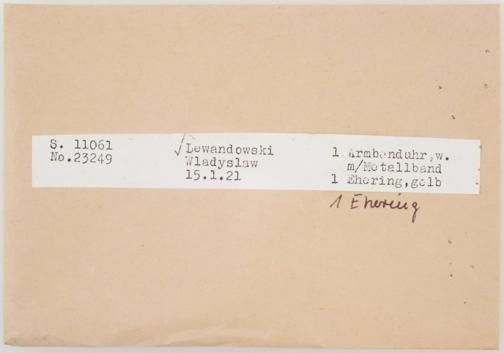 S. 11061
No.23249
Lewandowski
Wladyslaw
15.1.21
1 Armbanduhr,w.
m/Metallband
1 Ehering,gelb
1 Ehering